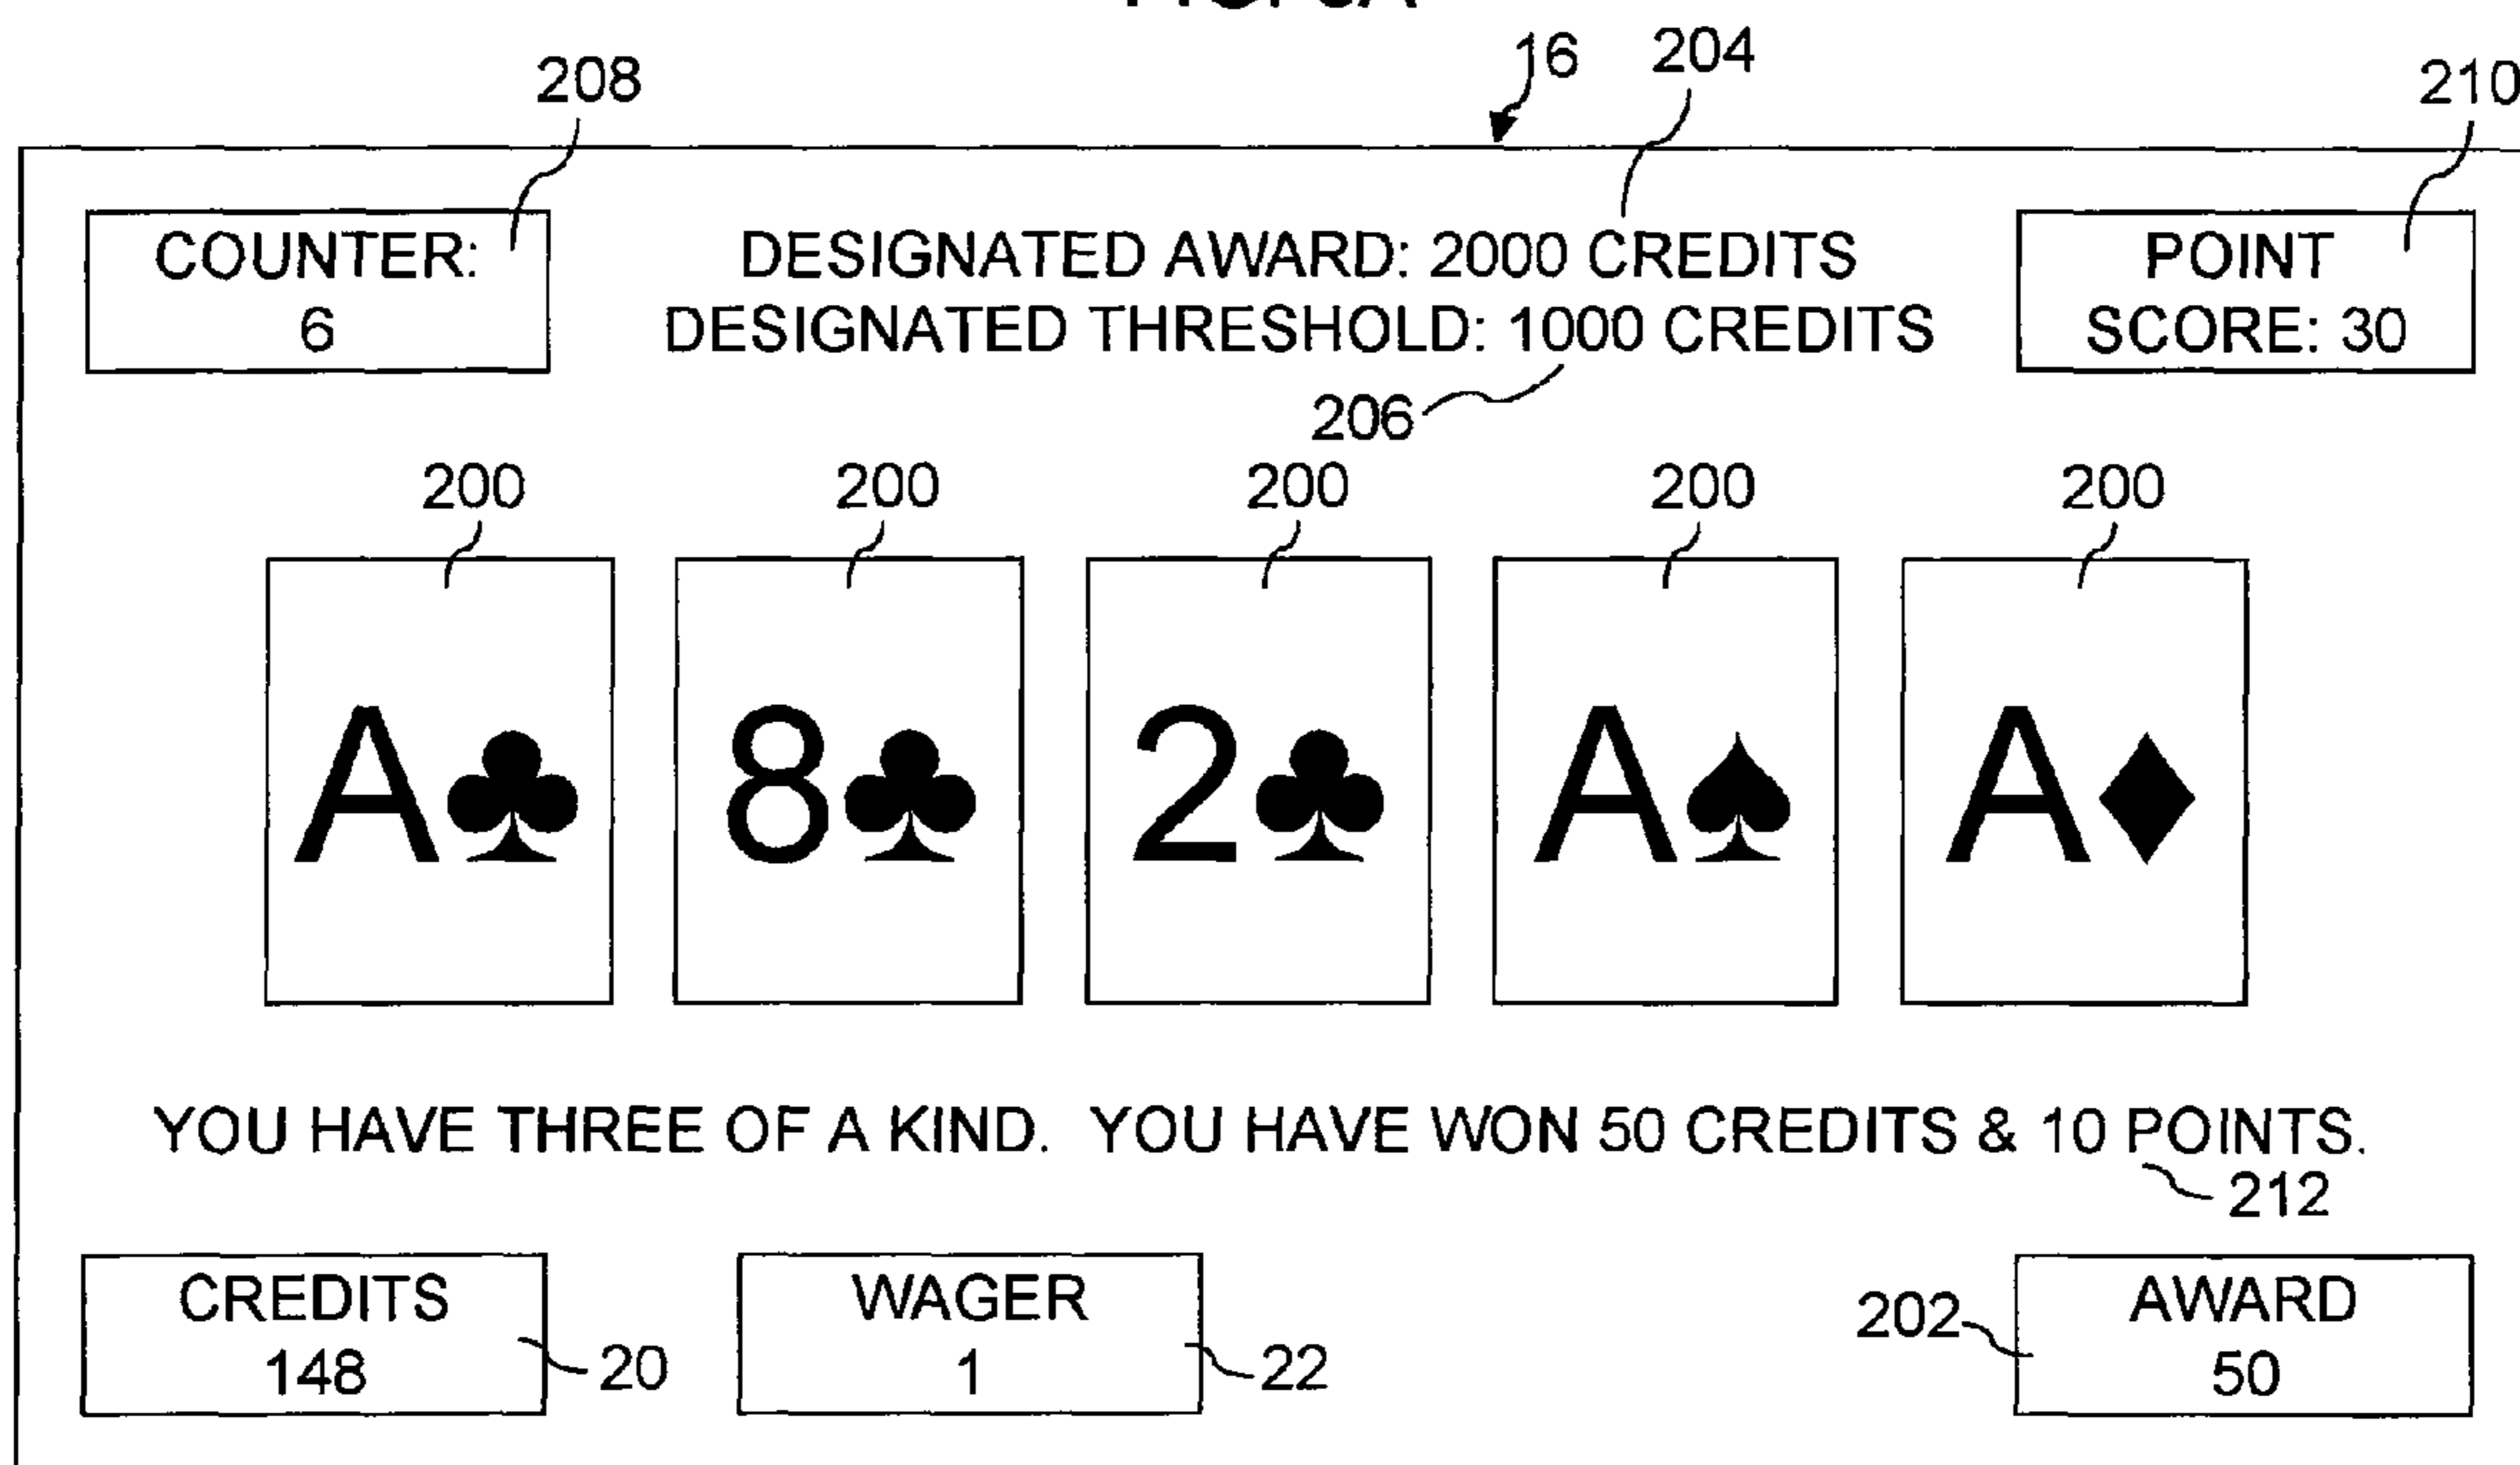 208
16
204
210
COUNTER:
6
DESIGNATED AWARD: 2000 CREDITS
DESIGNATED THRESHOLD: 1000 CREDITS
POINT
SCORE: 30
206
200 200 200 200 200
A♣ 8♣ 2♣ A♠ A♦
YOU HAVE THREE OF A KIND. YOU HAVE WON 50 CREDITS & 10 POINTS.
212
CREDITS
148
20
WAGER
1
22
202
AWARD
50